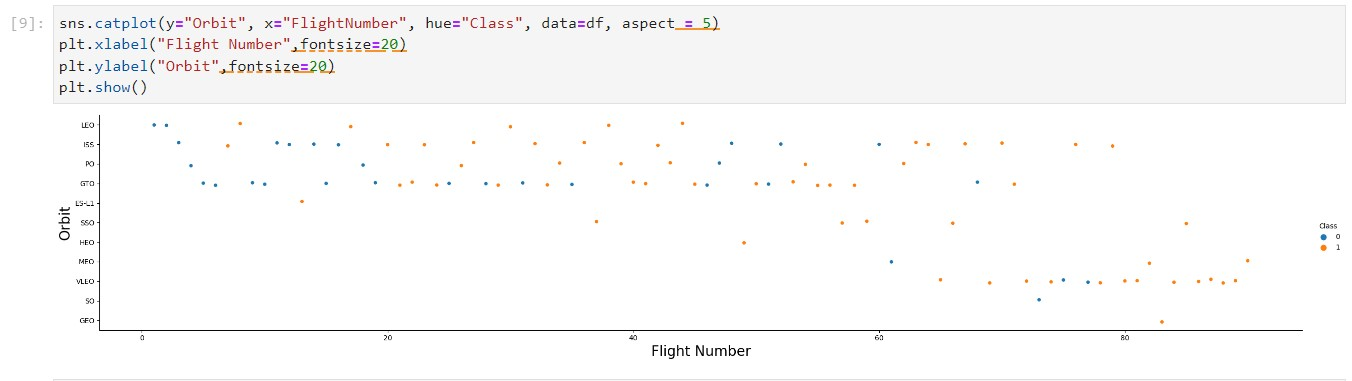 [9]: sns.catplot(y="Orbit", x="FlightNumber", hue="Class", data=df, aspect = 5)
plt.xlabel("Flight Number",fontsize=20)
plt.ylabel("Orbit",fontsize=20)
plt.show()
LEO
ISS
PO
GTO
ES-L1
SSO
HEO
MEO
VLEO
SO
GEO
Orbit
0 20 40 60 80
Flight Number
Class
0
1